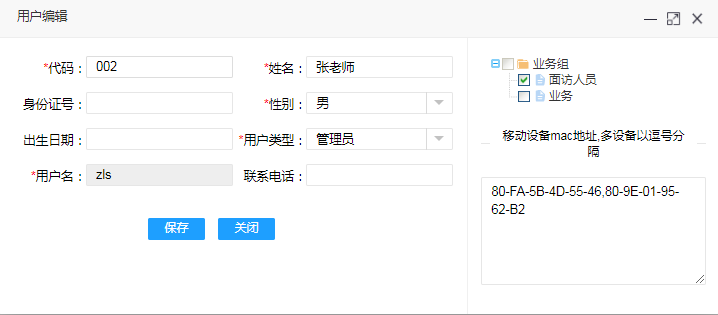 用户编辑
*代码：002 *姓名：张老师
身份证号： *性别：男
出生日期： *用户类型：管理员
*用户名：zls 联系电话：
保存 关闭
业务组
面访人员
业务
移动设备mac地址,多设备以逗号分
隔
80-FA-5B-4D-55-46,80-9E-01-95-
62-B2